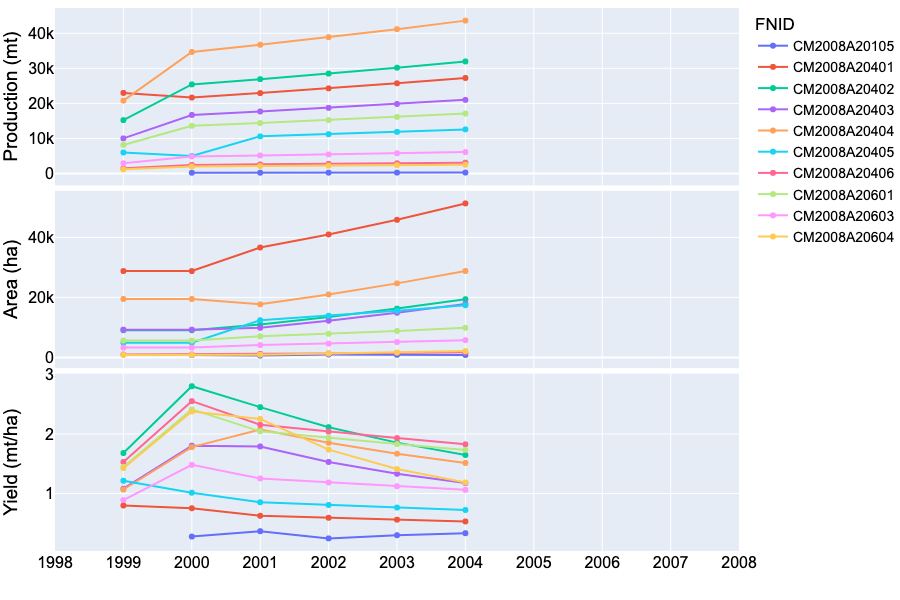 FNID
CM2008A20105
CM2008A20401
CM2008A20402
CM2008A20403
CM2008A20404
CM2008A20405
CM2008A20406
CM2008A20601
CM2008A20603
CM2008A20604
Production (mt)
40k
30k
20k
10k
0
Area (ha)
40k
20k
0
Yield (mt/ha)
3
2
1
1998 1999 2000 2001 2002 2003 2004 2005 2006 2007 2008